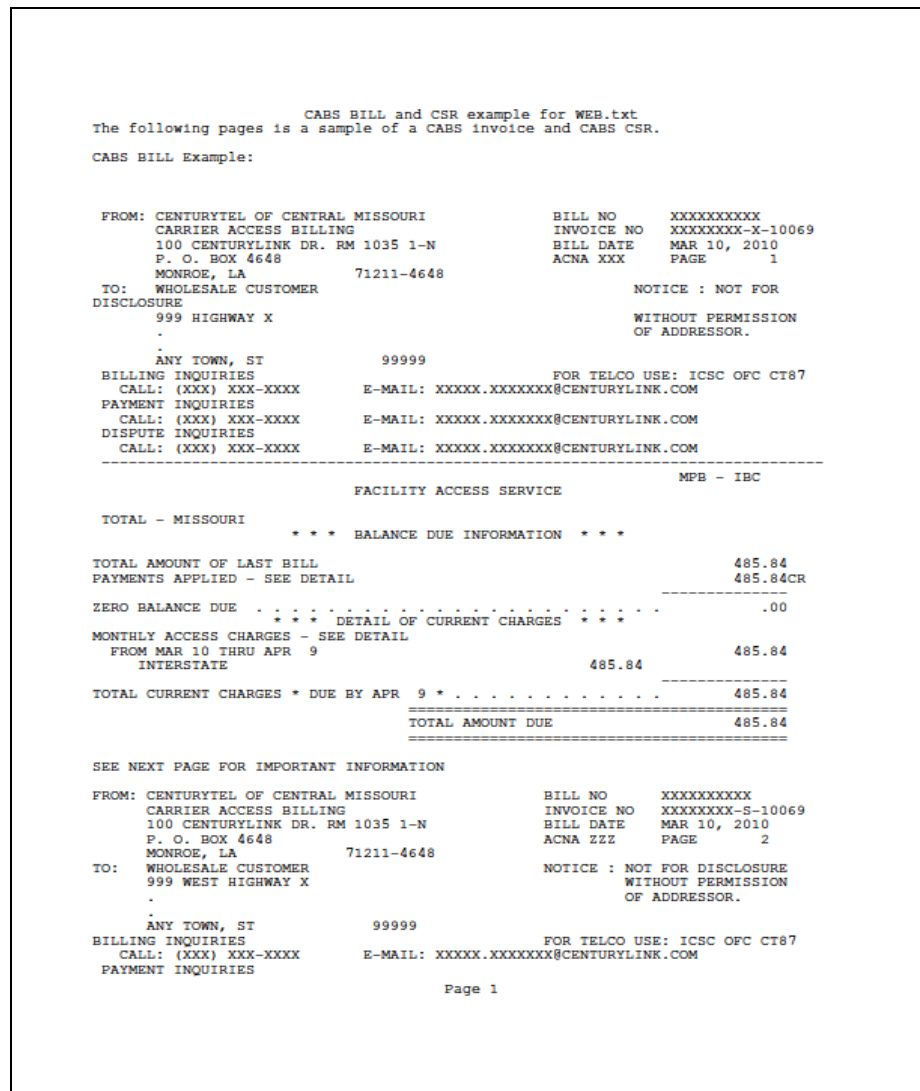 CABS BILL and CSR example for WEB.txt
The following pages is a sample of a CABS invoice and CABS CSR.
CABS BILL Example:
FROM: CENTURYTEL OF CENTRAL MISSOURI BILL NO XXXXXXXXXX
CARRIER ACCESS BILLING INVOICE NO XXXXXXXX-X-10069
100 CENTURYLINK DR. RM 1035 1-N BILL DATE MAR 10, 2010
P. O. BOX 4648 ACNA XXX PAGE 1
MONROE, LA 71211-4648
TO: WHOLESALE CUSTOMER NOTICE : NOT FOR
DISCLOSURE
999 HIGHWAY X WITHOUT PERMISSION
. OF ADDRESSOR.
.
ANY TOWN, ST 99999
BILLING INQUIRIES FOR TELCO USE: ICSC OFC CT87
CALL: (XXX) XXX-XXXX E-MAIL: XXXXX.XXXXXXX@CENTURYLINK.COM
PAYMENT INQUIRIES
CALL: (XXX) XXX-XXXX E-MAIL: XXXXX.XXXXXXX@CENTURYLINK.COM
DISPUTE INQUIRIES
CALL: (XXX) XXX-XXXX E-MAIL: XXXXX.XXXXXXX@CENTURYLINK.COM
--------------------------------------------------------------------------------
MPB - IBC
FACILITY ACCESS SERVICE
TOTAL - MISSOURI
* * * BALANCE DUE INFORMATION * * *
TOTAL AMOUNT OF LAST BILL 485.84
PAYMENTS APPLIED - SEE DETAIL 485.84CR
--------------
ZERO BALANCE DUE . . . . . . . . . . . . . . . . . . . . . . . .00
* * * DETAIL OF CURRENT CHARGES * * *
MONTHLY ACCESS CHARGES - SEE DETAIL
FROM MAR 10 THRU APR 9 485.84
INTERSTATE 485.84
--------------
TOTAL CURRENT CHARGES * DUE BY APR 9 * . . . . . . . . . . . . 485.84
==========================================
TOTAL AMOUNT DUE 485.84
==========================================
SEE NEXT PAGE FOR IMPORTANT INFORMATION
FROM: CENTURYTEL OF CENTRAL MISSOURI BILL NO XXXXXXXXXX
CARRIER ACCESS BILLING INVOICE NO XXXXXXXX-S-10069
100 CENTURYLINK DR. RM 1035 1-N BILL DATE MAR 10, 2010
P. O. BOX 4648 ACNA ZZZ PAGE 2
MONROE, LA 71211-4648
TO: WHOLESALE CUSTOMER NOTICE : NOT FOR DISCLOSURE
999 WEST HIGHWAY X WITHOUT PERMISSION
. OF ADDRESSOR.
.
ANY TOWN, ST 99999
BILLING INQUIRIES FOR TELCO USE: ICSC OFC CT87
CALL: (XXX) XXX-XXXX E-MAIL: XXXXX.XXXXXXX@CENTURYLINK.COM
PAYMENT INQUIRIES
Page 1